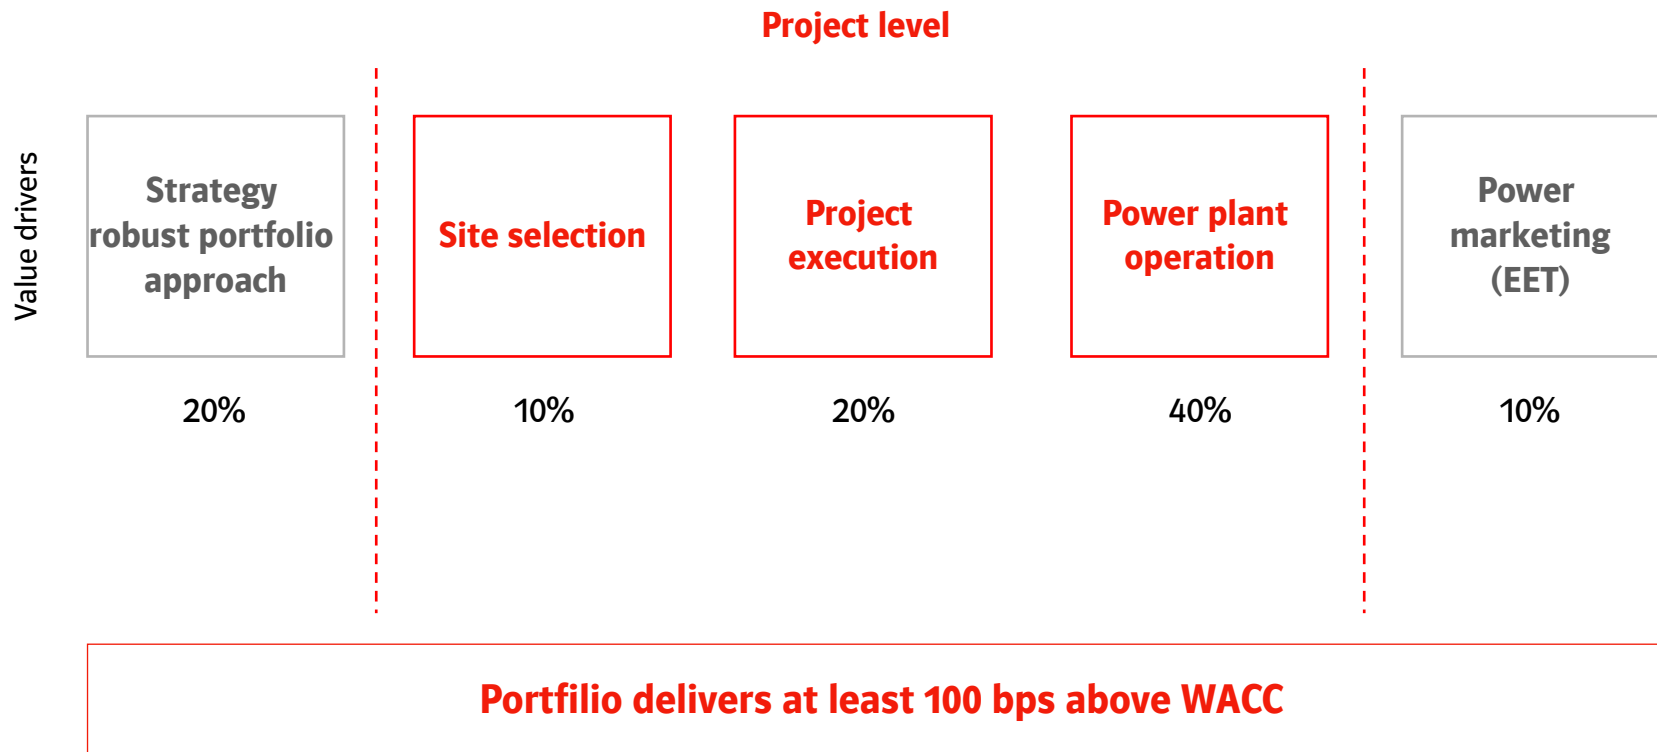 Project level
Value drivers
Strategy
robust portfolio
approach
Site selection
Project
execution
Power plant
operation
Power
marketing
(EET)
20%
10%
20%
40%
10%
Portfilio delivers at least 100 bps above WACC